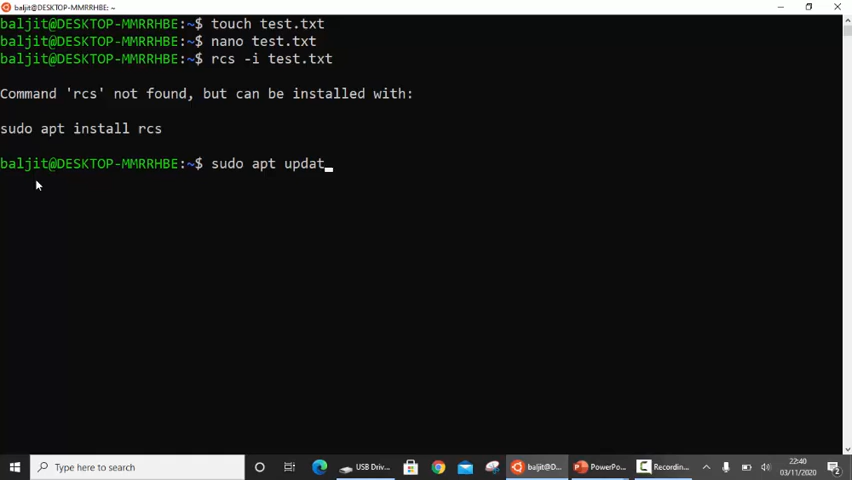 baljit@DESKTOP-MMRRHBE: ~
baljit@DESKTOP-MMRRHBE:~$ touch test.txt
baljit@DESKTOP-MMRRHBE:~$ nano test.txt
baljit@DESKTOP-MMRRHBE:~$ rcs -i test.txt
Command 'rcs' not found, but can be installed with:
sudo apt install rcs
baljit@DESKTOP-MMRRHBE:~$ sudo apt updat
Type here to search
USB Driv...
baljit@D...
PowerPo...
Recordin...
22:40
03/11/2020
2